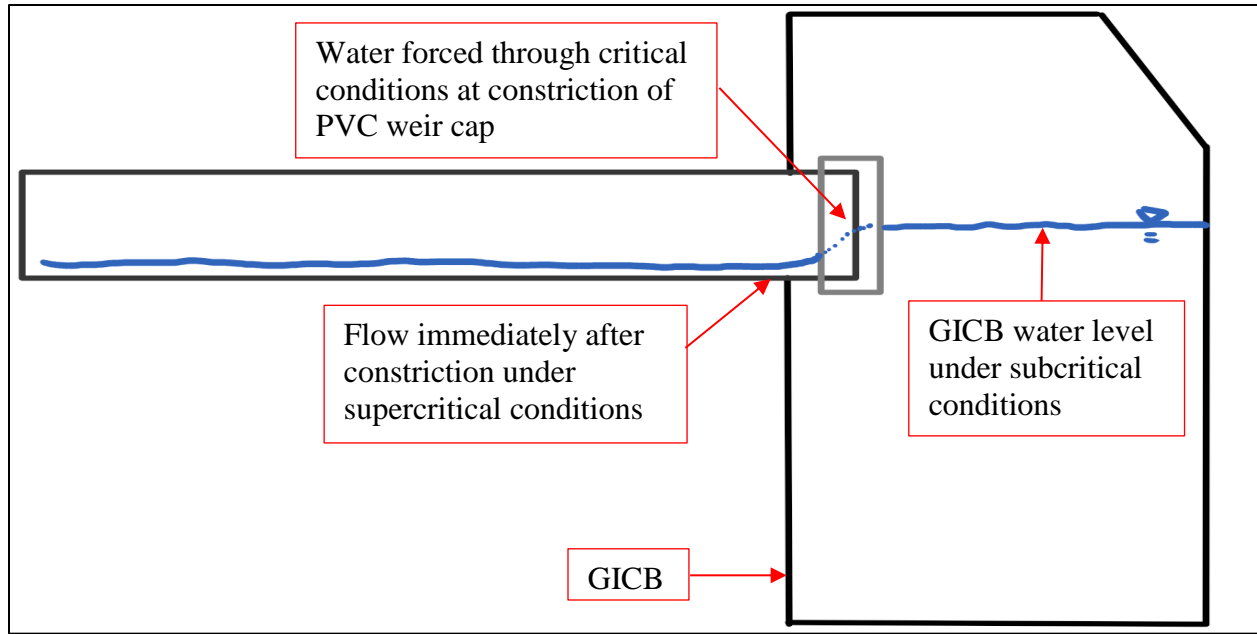 Water forced through critical
conditions at constriction of
PVC weir cap
Flow immediately after
constriction under
supercritical conditions
GICB water level
under subcritical
conditions
GICB